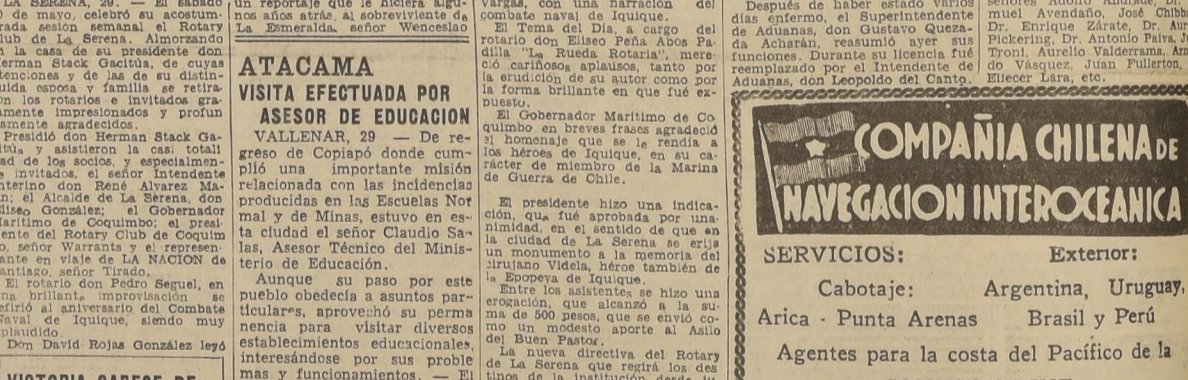 LA SERENA, 29. — El sábado
de mayo, celebró su acostum-
rada sesión semanal el Rotary
lub de La Serena. Almorzando
n la casa de su presidente don
erman Stack Gacitúa, de cuyas
tenciones y de las de su distin-
uida esposa y familia se retira-
on los rotarios e invitados gra-
amente impresionados y profun
amente agradecidos.
Presidió don Herman Stack Ga-
itúa y asistieron la casi totali
ad de los socios, y especialmen-
e invitados, el señor Intendente
nterino don René Alvarez Ma-
n; el Alcalde de La Serena, don
liseo González; el Gobernador
Marítimo de Coquimbo; el presi-
ente del Rotary Club de Coquim
o, señor Warrants y el represen-
ante en viaje de LA NACION de
antiago, señor Tirado.
El rotario don Pedro Seguel, en
na brillante improvisación se
efirió al aniversario del Combate
Naval de Iquique, siendo muy
plaudido.
Don David Rojas González leyó
VICTORIA CARECE DE
un reportaje que le hiciera algu-
nos años atrás, al sobreviviente de
La Esmeralda, señor Wenceslao
ATACAMA
VISITA EFECTUADA POR
ASESOR DE EDUCACION
VALLENAR, 29 — De re-
greso de Copiapó donde cum-
plió una importante misión
relacionada con las incidencias
producidas en las Escuelas Nor
mal y de Minas, estuvo en es-
ta ciudad el señor Claudio Sa-
las, Asesor Técnico del Minis-
terio de Educación.
Aunque su paso por este
pueblo obedecía a asuntos par-
ticulares, aprovechó su perma
nencia para visitar diversos
establecimientos educacionales,
interesándose por sus proble
mas y funcionamientos. — El
Vargas, con una narración del
combate naval de Iquique.
El Tema del Día, a cargo del
rotario don Eliseo Peña Abos Pa-
dilla "La Rueda Rotaria", mere
ció cariñosos aplausos, tanto por
la erudición de su autor como por
la forma brillante en que fué ex-
puesto.
El Gobernador Marítimo de Co
quimbo en breves frases agradeció
el homenaje que se le rendía a
los héroes de Iquique, en su ca-
rácter de miembro de la Marina
de Guerra de Chile.
El presidente hizo una indica-
ción, que fué aprobada por una-
nimidad, en el sentido de que en
la ciudad de La Serena se erija
un monumento a la memoria del
cirujano Videla, héroe también de
la Epopeya de Iquique.
Entre los asistentes se hizo una
erogación, que alcanzó a la su-
ma de 500 pesos, que se envió co-
mo un modesto aporte al Asilo
del Buen Pastor.
La nueva directiva del Rotary
de La Serena que regirá los des
tinos de la institución desde
Después de haber estado varios
días enfermo, el Superintendente
de Aduanas, don Gustavo Queza-
da Acharán, reasumió ayer sus
funciones. Durante su licencia fué
reemplazado por el Intendente de
Aduanas, don Leopoldo del Canto.
señores Adolfo Andrade,
muel Avendaño, José Chibb
Dr. Enrique Zárate, Dr.
Pickering, Dr. Antonio Paiva, Ju
Troni, Aurelio Valderrama, Arn
do Vásquez, Juan Fullerton,
Eliecer Lara, etc.
COMPAÑIA CHILENA DE
NAVEGACION INTEROCEANICA
SERVICIOS: Exterior:
Cabotaje: Argentina, Uruguay,
Arica - Punta Arenas Brasil y Perú
Agentes para la costa del Pacífico de la